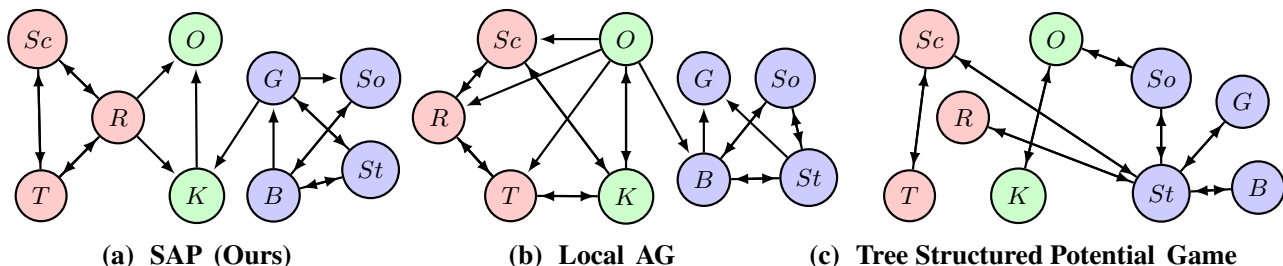 Sc
O
G
So
R
St
T
K
B
Sc
O
G
So
R
T
K
B
St
Sc
O
So
G
R
T
K
St
B
(a) SAP (Ours)
(b) Local AG
(c) Tree Structured Potential Game